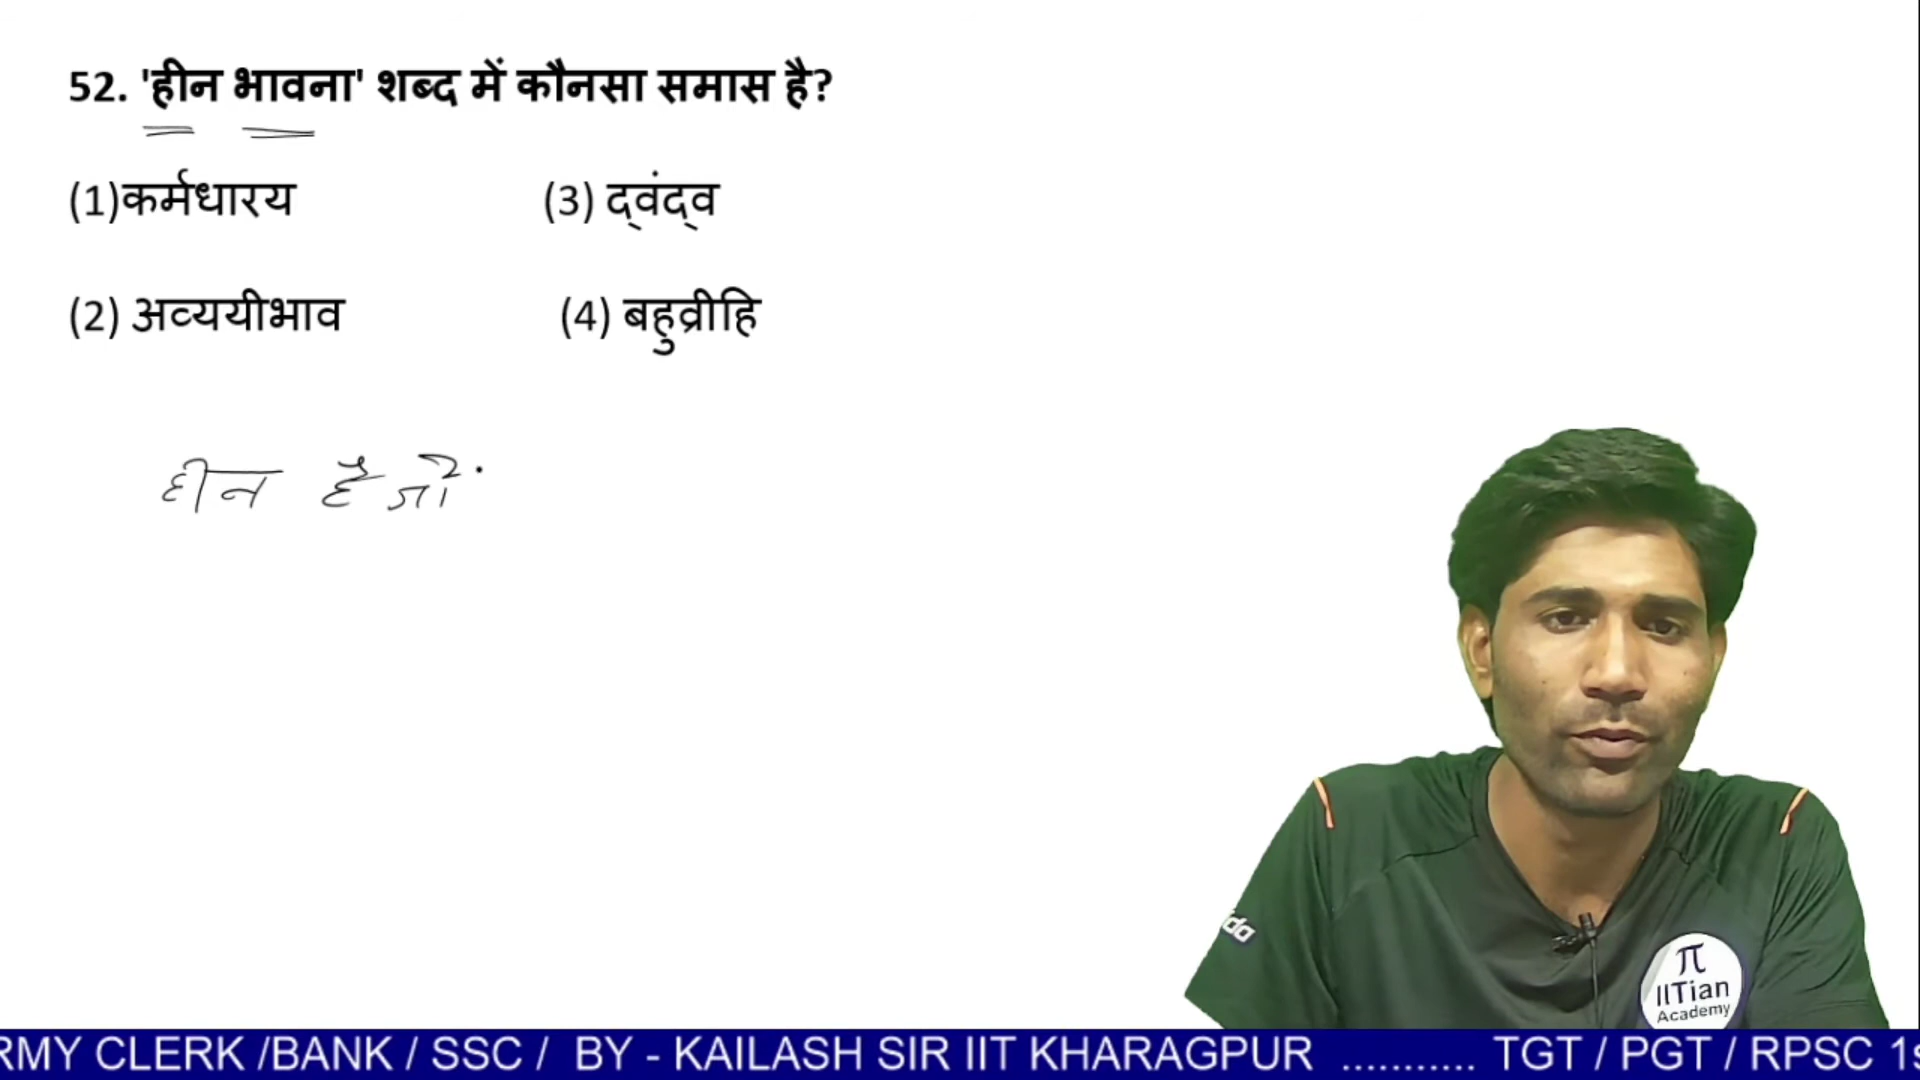 52. 'हीन भावना' शब्द में कौनसा समास है?
(1)कर्मधारय (3) द्वंद्व
(2) अव्ययीभाव (4) बहुव्रीहि
हीन है जो
π
IITian
Academy
RMY CLERK /BANK / SSC / BY - KAILASH SIR IIT KHARAGPUR ........... TGT / PGT / RPSC 1s